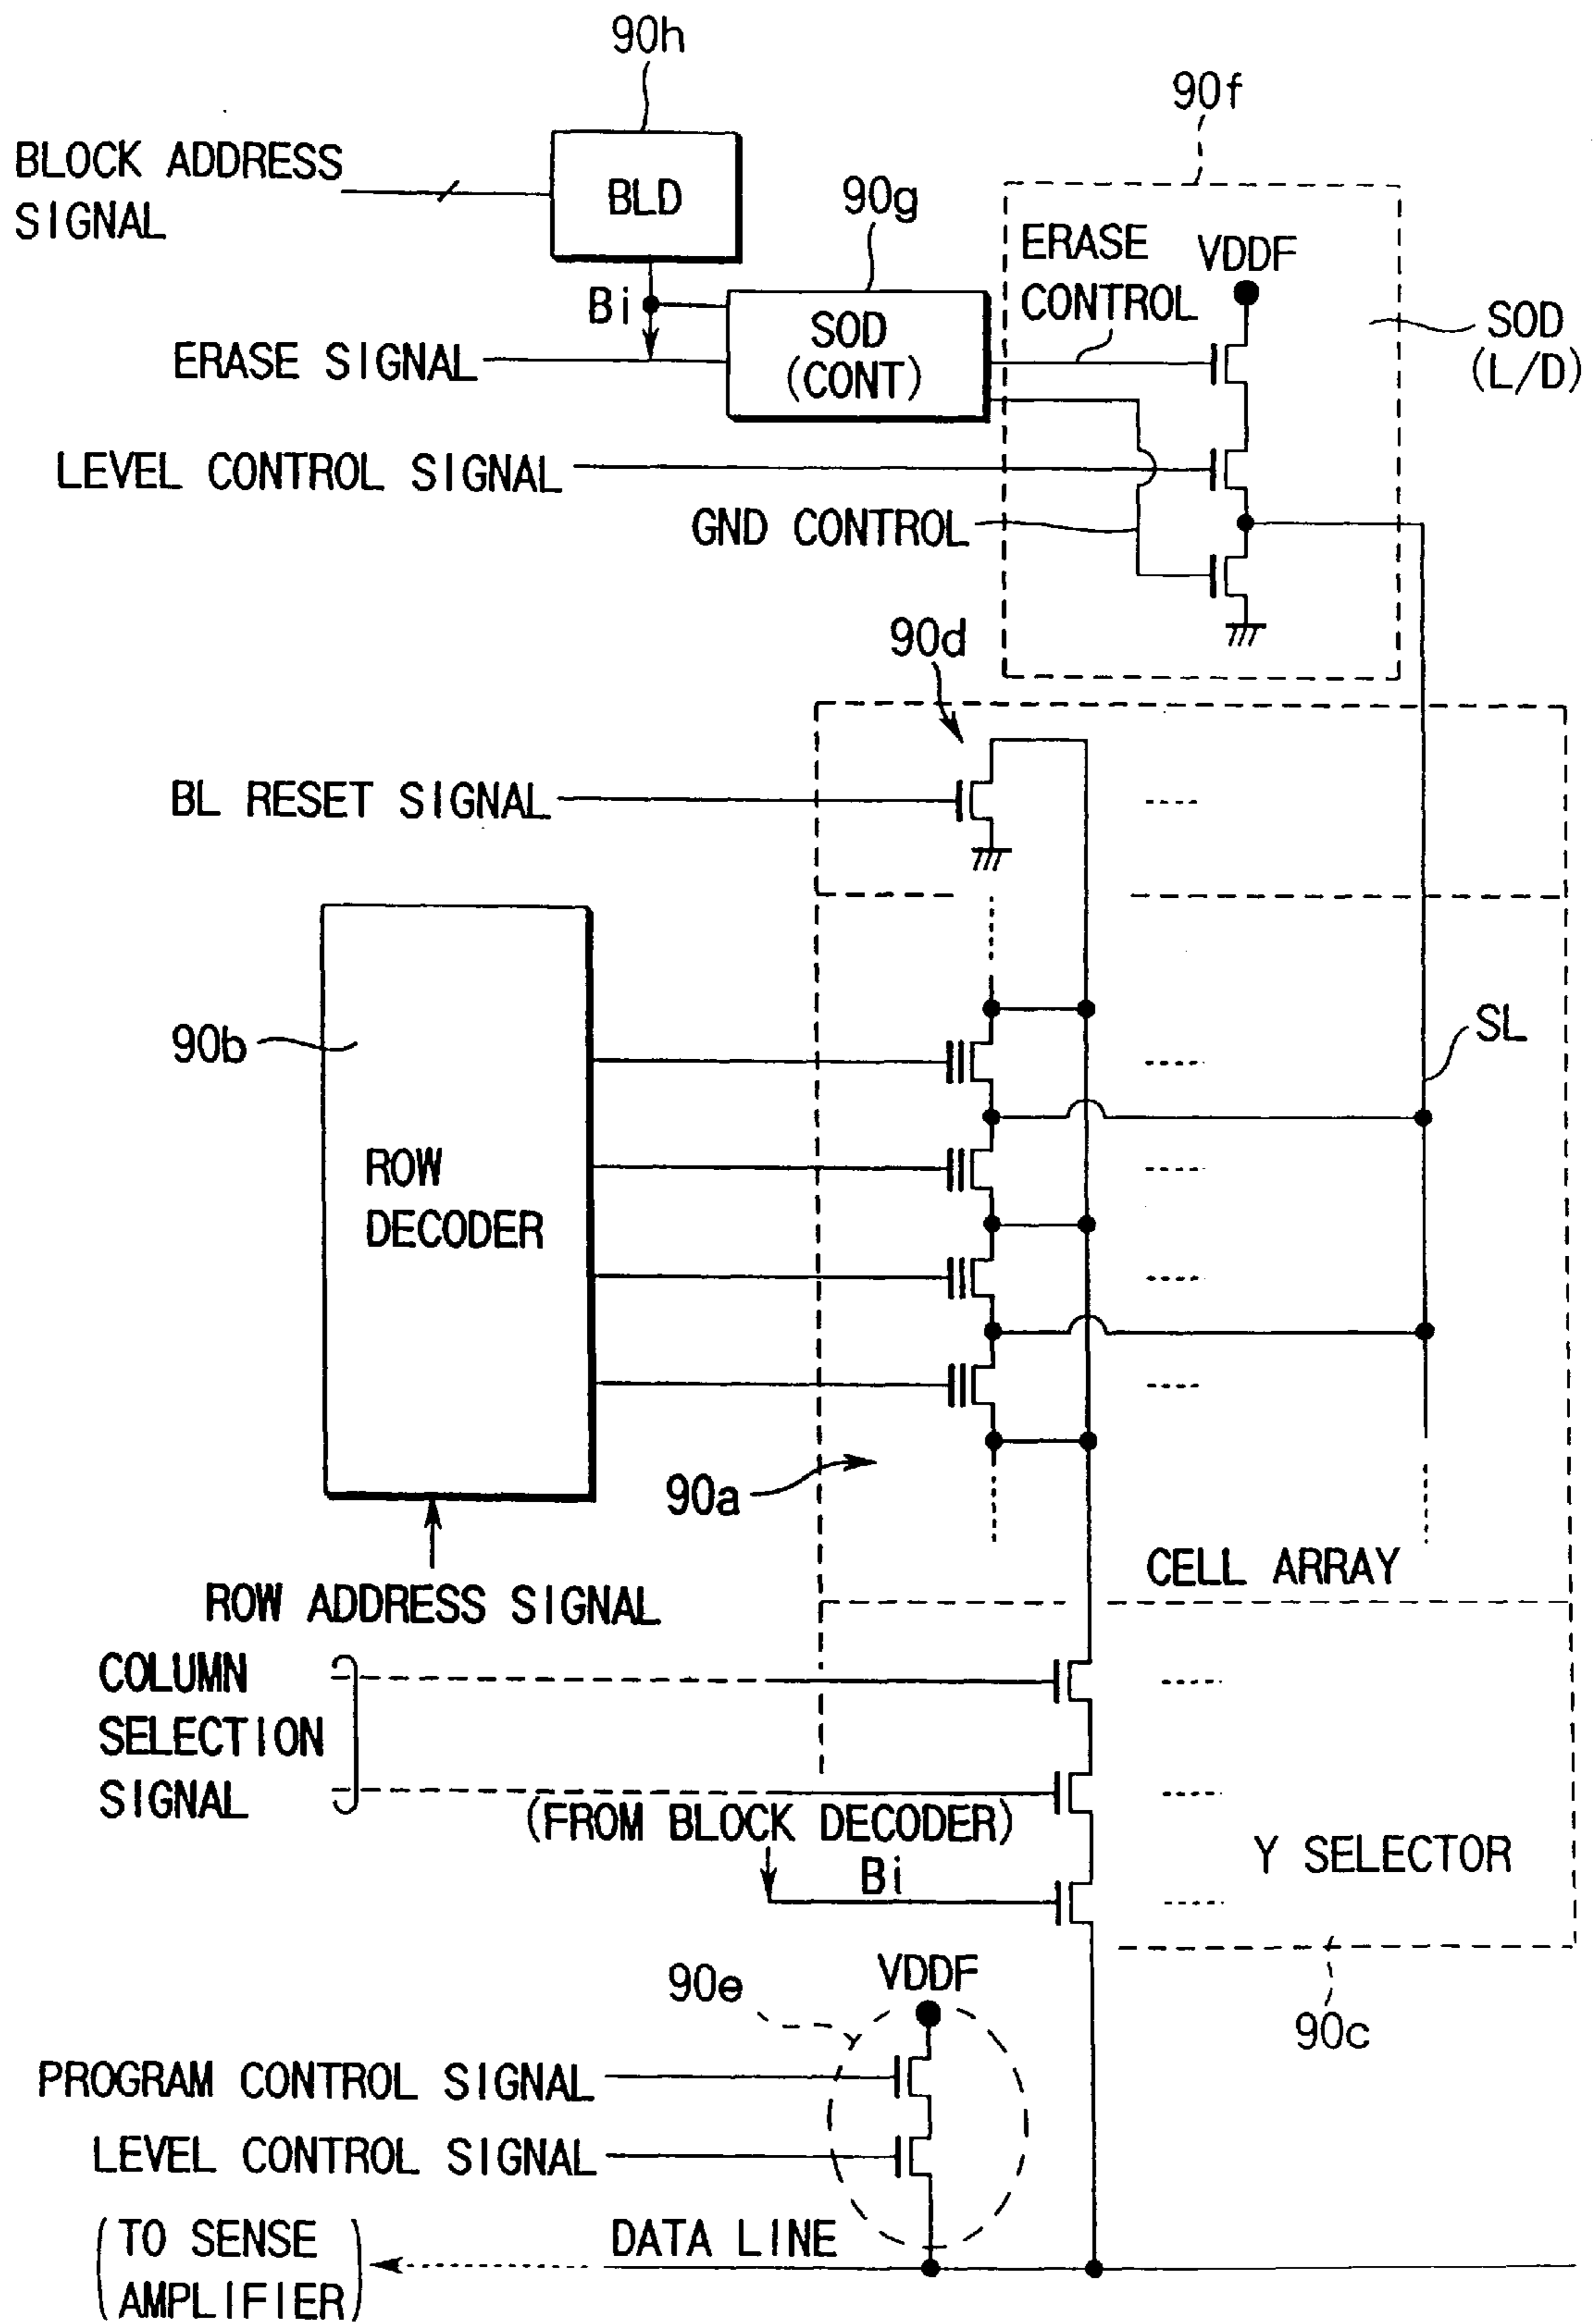 90h
90f
BLOCK ADDRESS
SIGNAL
BLD
90g
ERASE
CONTROL
VDDF
Bi
SOD
(CONT)
SOD
(L/D)
ERASE SIGNAL
LEVEL CONTROL SIGNAL
GND CONTROL
90d
BL RESET SIGNAL
90b
SL
ROW
DECODER
90a
CELL ARRAY
ROW ADDRESS SIGNAL
COLUMN
SELECTION
SIGNAL
(FROM BLOCK DECODER)
Bi
Y SELECTOR
90e
VDDF
90c
PROGRAM CONTROL SIGNAL
LEVEL CONTROL SIGNAL
(TO SENSE
AMPLIFIER)
DATA LINE